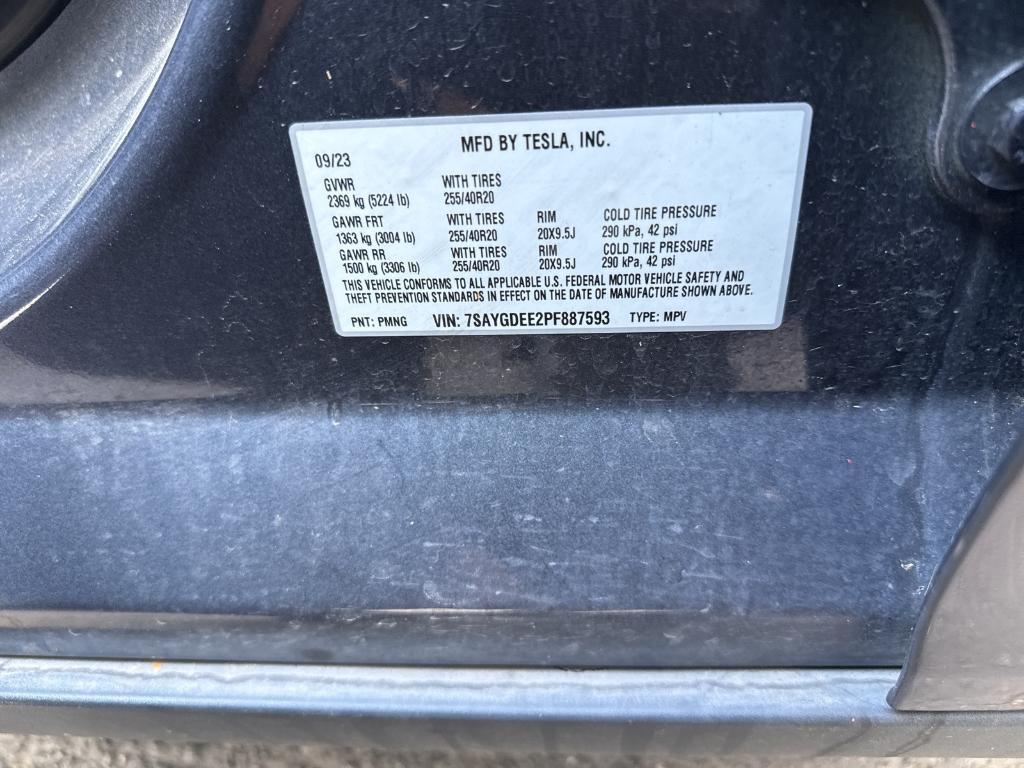 MFD BY TESLA, INC.
09/23
GVWR WITH TIRES
2369 kg (5224 lb) 255/40R20
GAWR FRT WITH TIRES RIM COLD TIRE PRESSURE
1363 kg (3004 lb) 255/40R20 20X9.5J 290 kPa, 42 psi
GAWR RR WITH TIRES RIM COLD TIRE PRESSURE
1500 kg (3306 lb) 255/40R20 20X9.5J 290 kPa, 42 psi
THIS VEHICLE CONFORMS TO ALL APPLICABLE U.S. FEDERAL MOTOR VEHICLE SAFETY AND
THEFT PREVENTION STANDARDS IN EFFECT ON THE DATE OF MANUFACTURE SHOWN ABOVE.
PNT: PMNG VIN: 7SAYGDEE2PF887593 TYPE: MPV